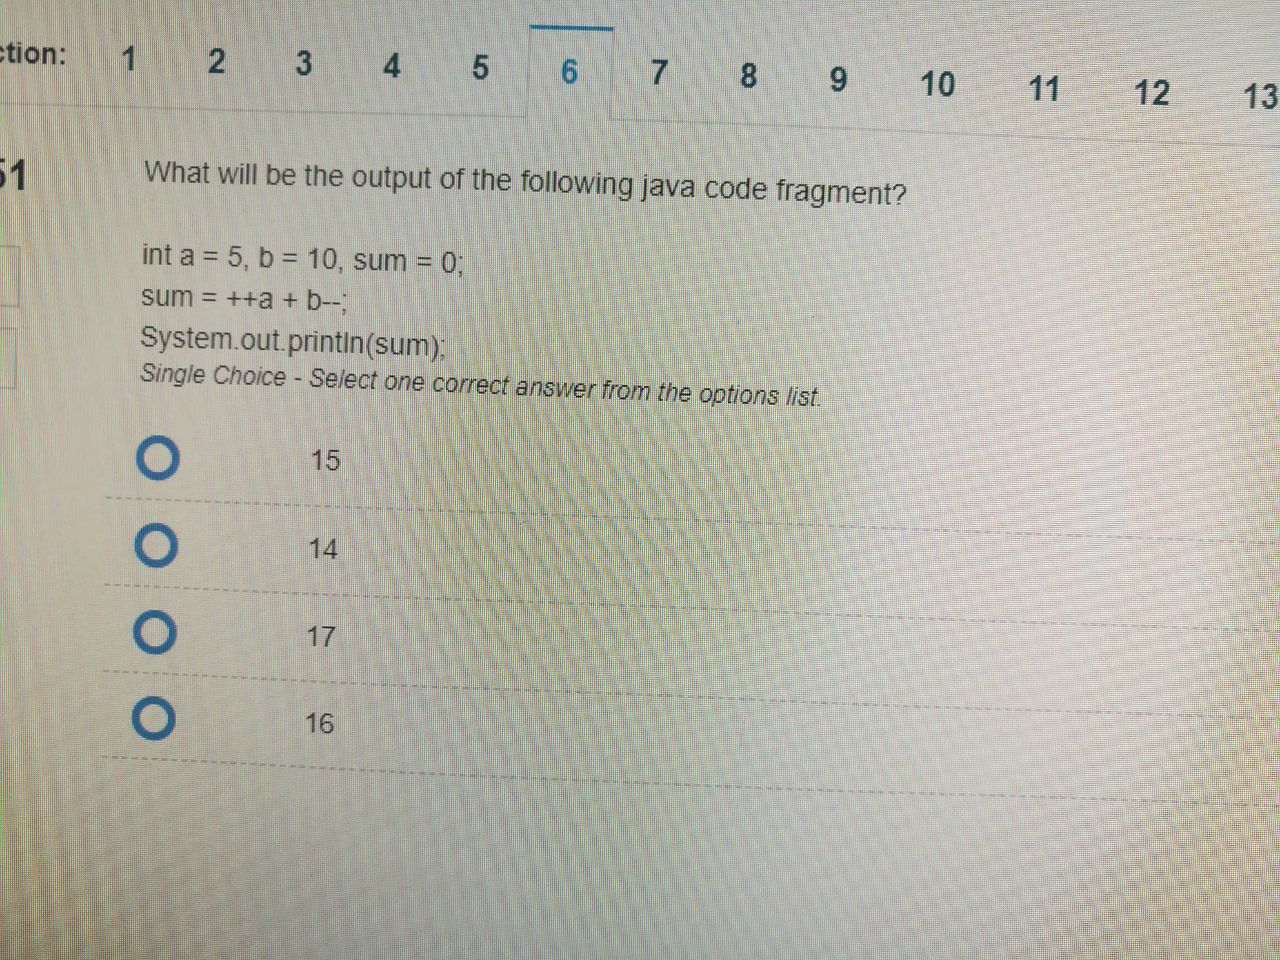 ction: 1 2 3 4 5 6 7 8 9 10 11 12 13
51
What will be the output of the following java code fragment?
int a = 5, b = 10, sum = 0;
sum = ++a + b--;
System.out.println(sum);
Single Choice - Select one correct answer from the options list.
15
14
17
16